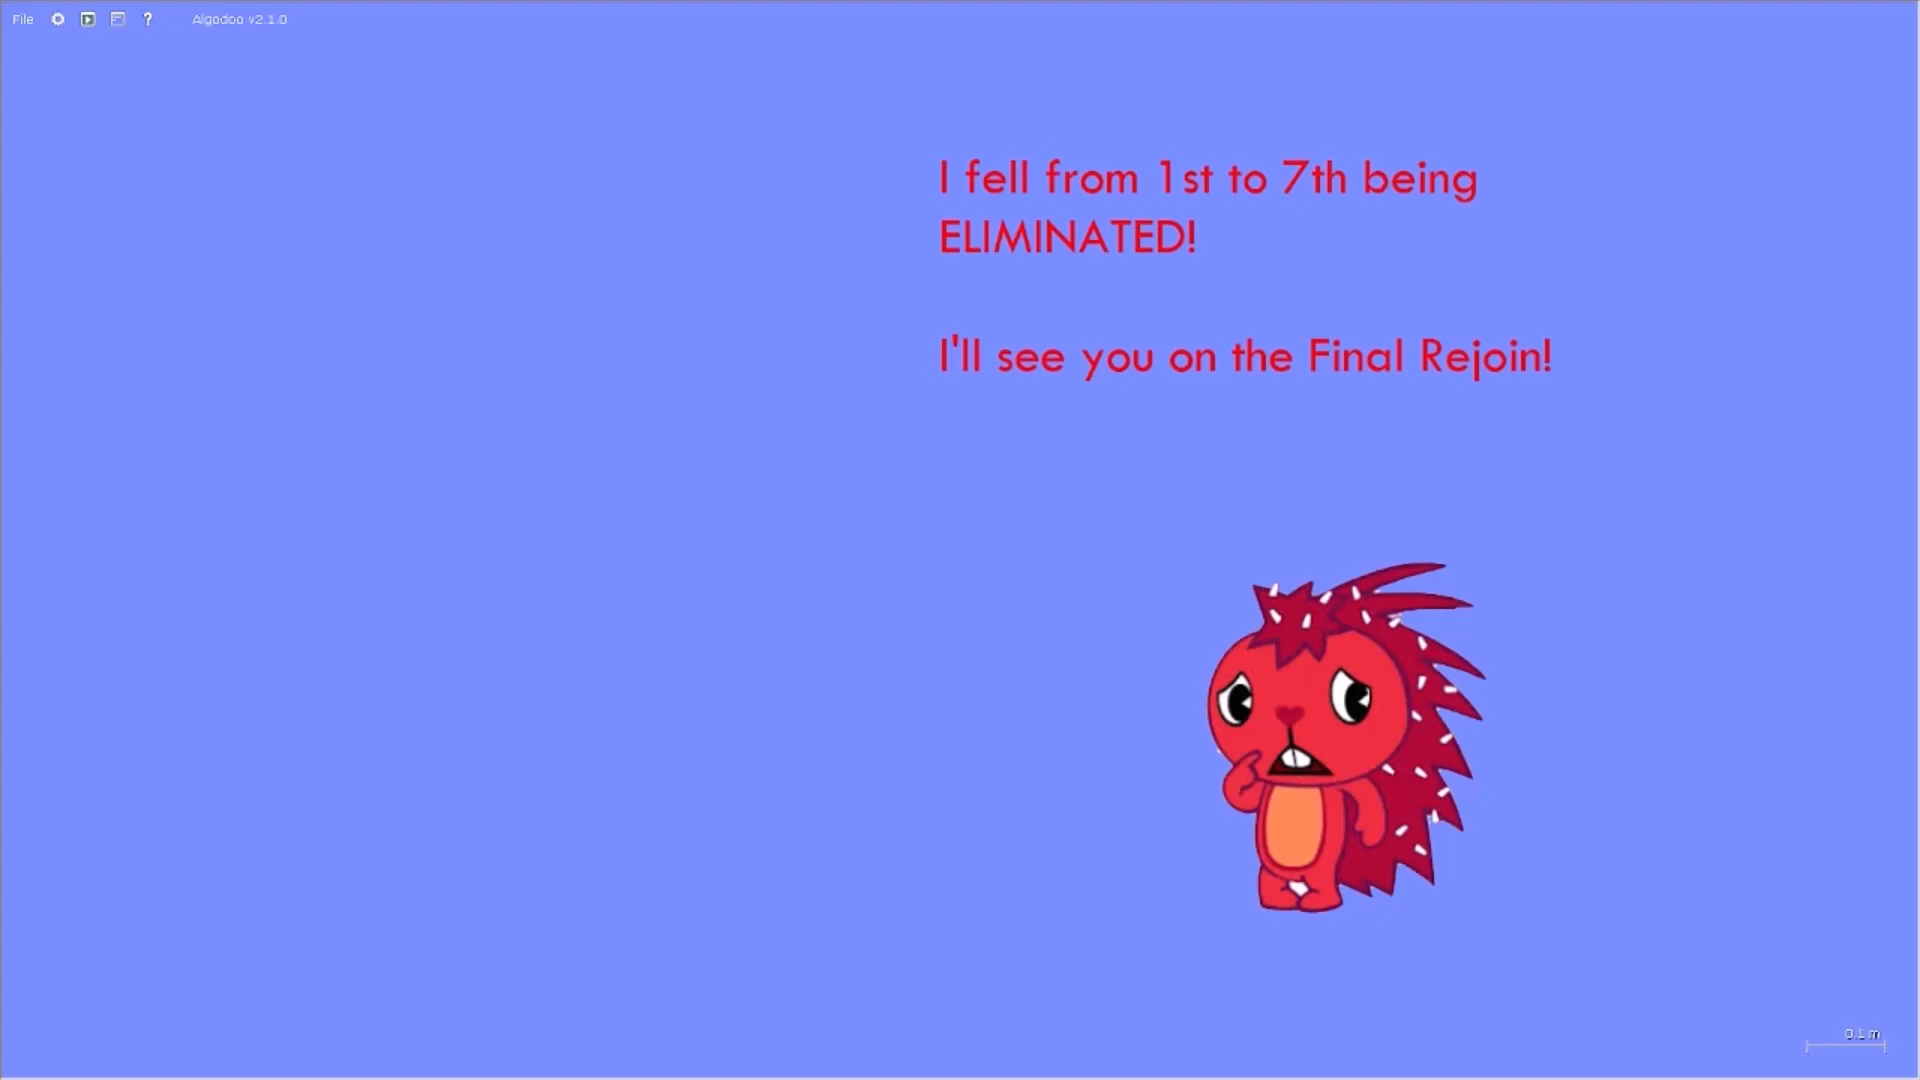 File ? Algodoo v2.1.0
I fell from 1st to 7th being
ELIMINATED!
I'll see you on the Final Rejoin!
0.1 m